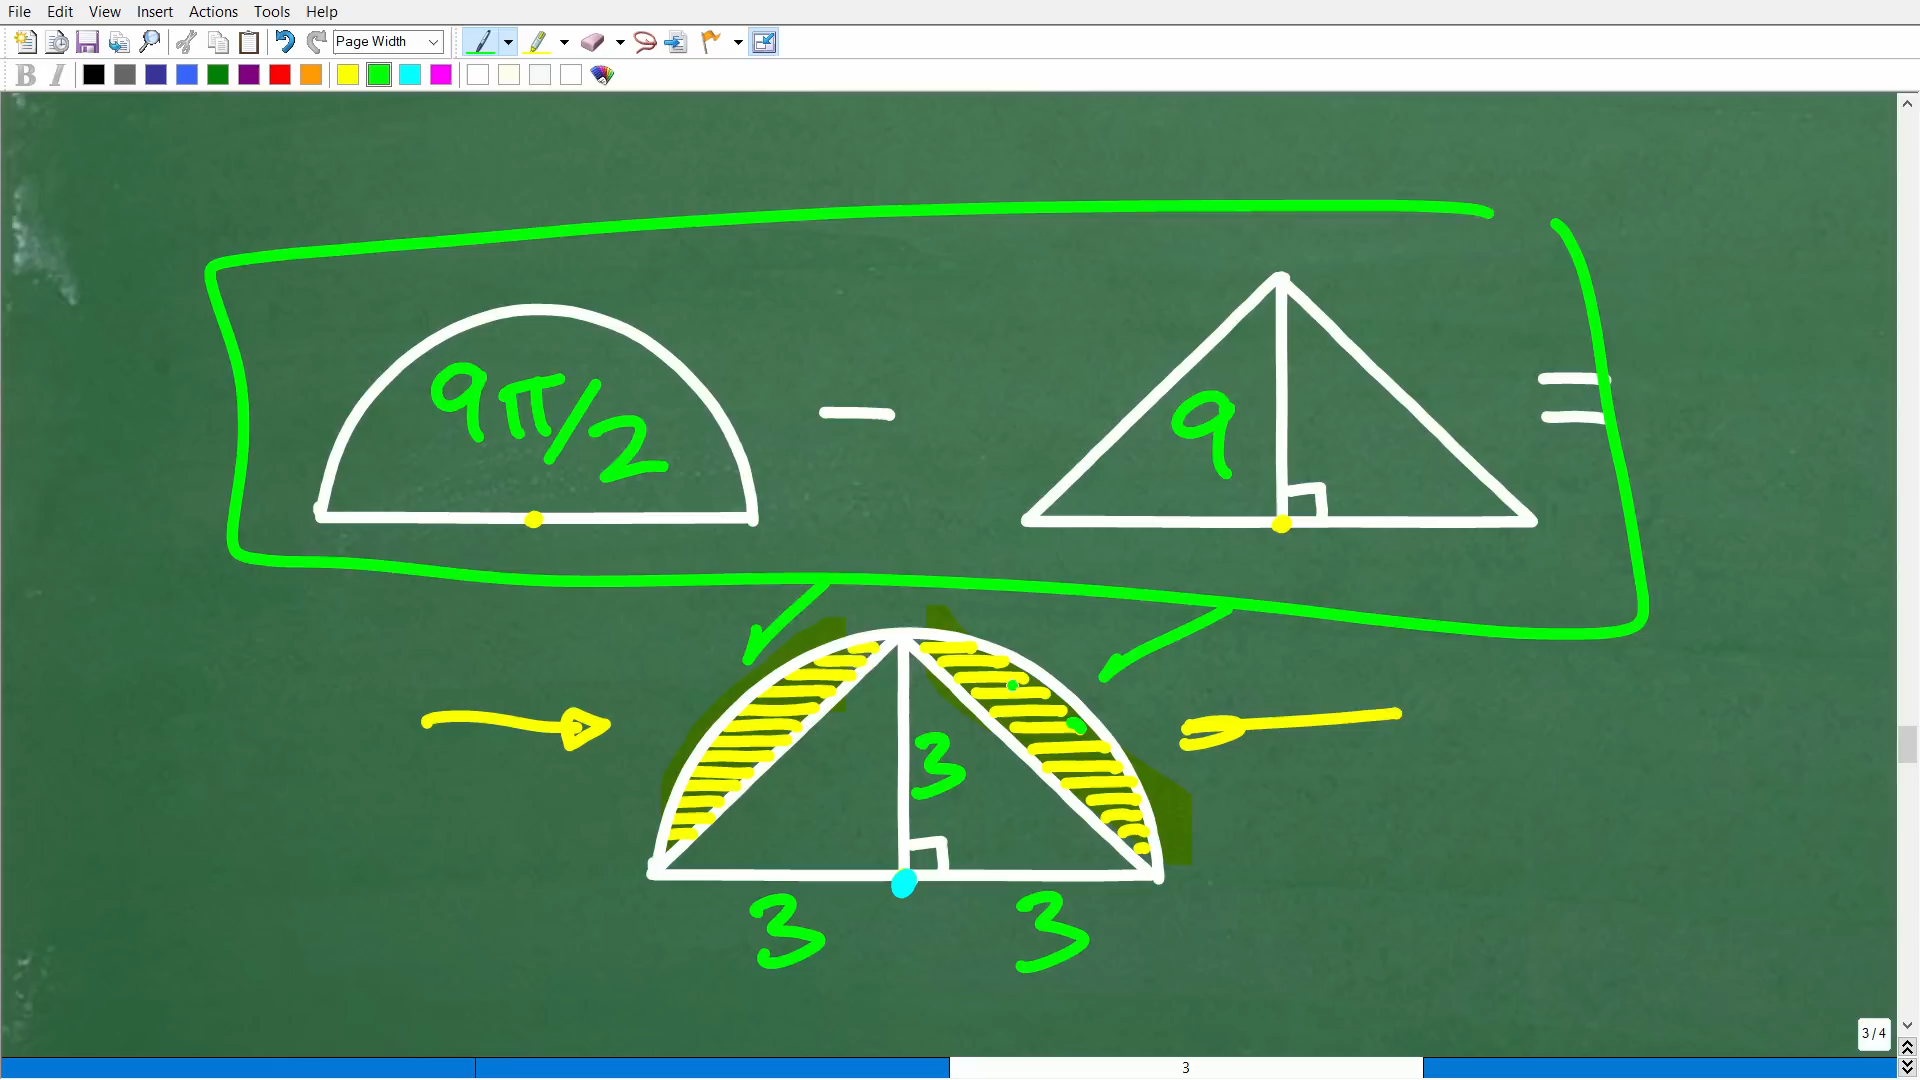 File Edit View Insert Actions Tools Help
Page Width
B I
9π/2 − 9 =
3
3 3
3 / 4
3